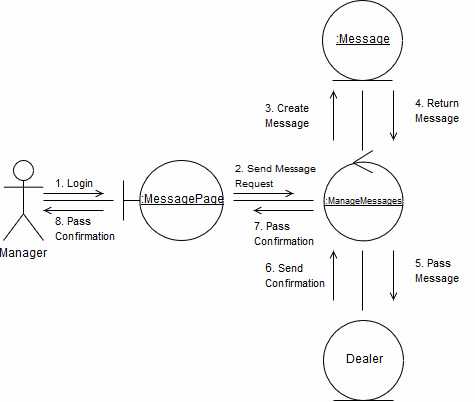 :Message
3. Create
Message
4. Return
Message
1. Login
2. Send Message
Request
:MessagePage
:ManageMessages
8. Pass
Confirmation
7. Pass
Confirmation
Manager
6. Send
Confirmation
5. Pass
Message
Dealer